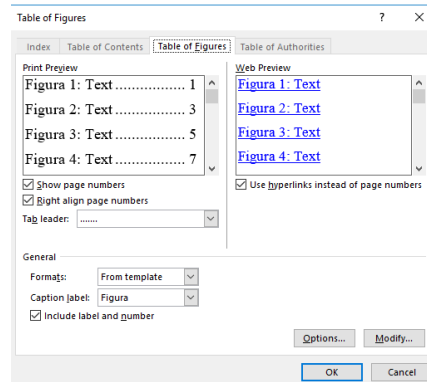 Table of Figures ? ×
Index Table of Contents Table of Figures Table of Authorities
Print Preview
Figura 1: Text................. 1
Figura 2: Text................. 3
Figura 3: Text................. 5
Figura 4: Text................. 7
Web Preview
Figura 1: Text
Figura 2: Text
Figura 3: Text
Figura 4: Text
Show page numbers
Right align page numbers
Tab leader: .......
Use hyperlinks instead of page numbers
General
Formats: From template
Caption label: Figura
Include label and number
Options... Modify...
OK Cancel